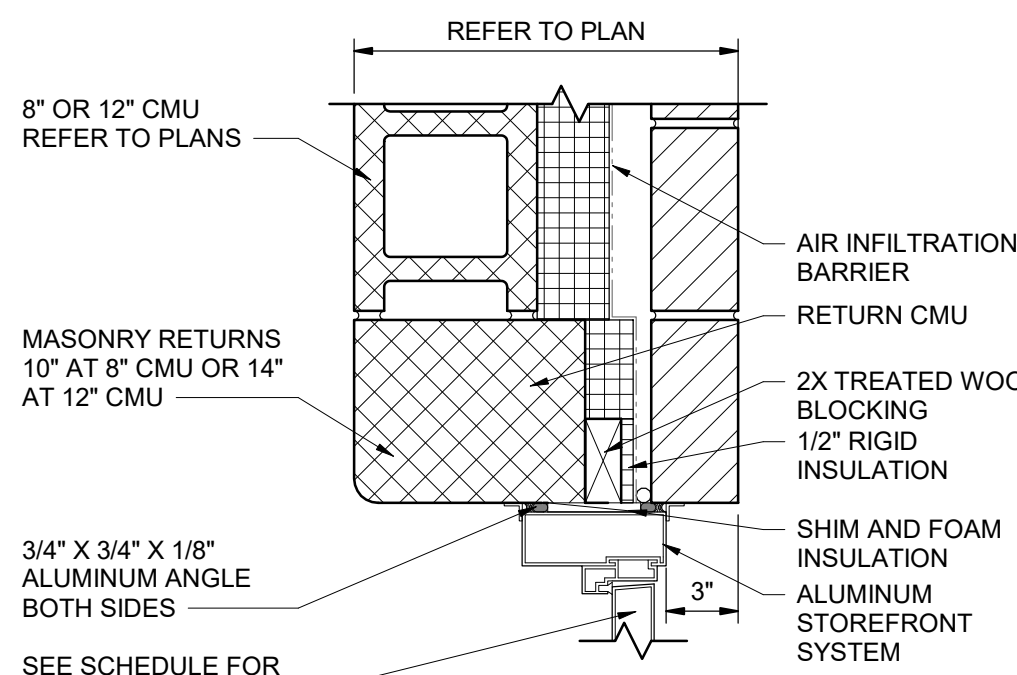 REFER TO PLAN
8" OR 12" CMU
REFER TO PLANS
MASONRY RETURNS
10" AT 8" CMU OR 14"
AT 12" CMU
3/4" X 3/4" X 1/8"
ALUMINUM ANGLE
BOTH SIDES
SEE SCHEDULE FOR
AIR INFILTRATION
BARRIER
RETURN CMU
2X TREATED
BLOCKING
1/2" RIGID
INSULATION
SHIM AND FOAM
INSULATION
ALUMINUM
STOREFRONT
SYSTEM
3"